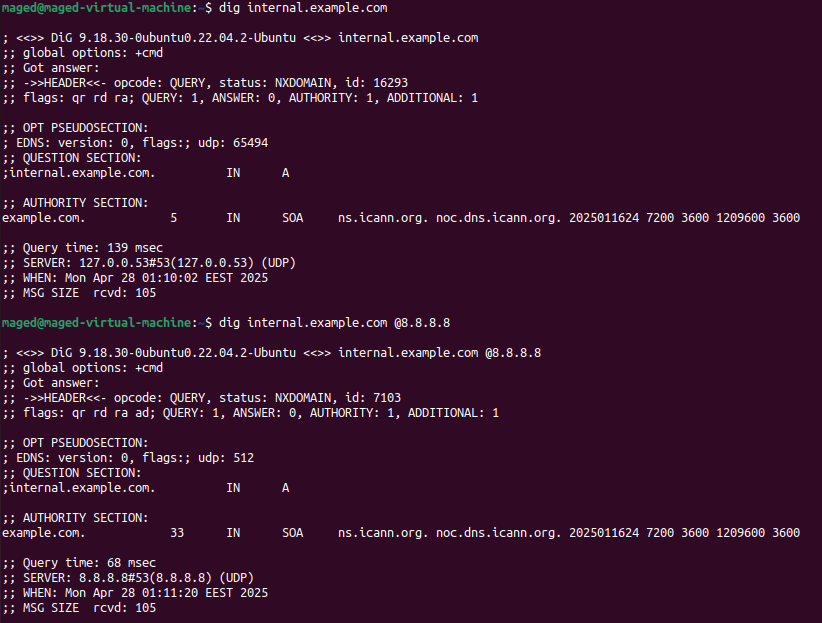 maged@maged-virtual-machine:~$ dig internal.example.com
; <<>> DiG 9.18.30-0ubuntu0.22.04.2-Ubuntu <<>> internal.example.com
;; global options: +cmd
;; Got answer:
;; ->>HEADER<<- opcode: QUERY, status: NXDOMAIN, id: 16293
;; flags: qr rd ra; QUERY: 1, ANSWER: 0, AUTHORITY: 1, ADDITIONAL: 1
;; OPT PSEUDOSECTION:
; EDNS: version: 0, flags:; udp: 65494
;; QUESTION SECTION:
;internal.example.com. IN A
;; AUTHORITY SECTION:
example.com. 5 IN SOA ns.icann.org. noc.dns.icann.org. 2025011624 7200 3600 1209600 3600
;; Query time: 139 msec
;; SERVER: 127.0.0.53#53(127.0.0.53) (UDP)
;; WHEN: Mon Apr 28 01:10:02 EEST 2025
;; MSG SIZE rcvd: 105
maged@maged-virtual-machine:~$ dig internal.example.com @8.8.8.8
; <<>> DiG 9.18.30-0ubuntu0.22.04.2-Ubuntu <<>> internal.example.com @8.8.8.8
;; global options: +cmd
;; Got answer:
;; ->>HEADER<<- opcode: QUERY, status: NXDOMAIN, id: 7103
;; flags: qr rd ra ad; QUERY: 1, ANSWER: 0, AUTHORITY: 1, ADDITIONAL: 1
;; OPT PSEUDOSECTION:
; EDNS: version: 0, flags:; udp: 512
;; QUESTION SECTION:
;internal.example.com. IN A
;; AUTHORITY SECTION:
example.com. 33 IN SOA ns.icann.org. noc.dns.icann.org. 2025011624 7200 3600 1209600 3600
;; Query time: 68 msec
;; SERVER: 8.8.8.8#53(8.8.8.8) (UDP)
;; WHEN: Mon Apr 28 01:11:20 EEST 2025
;; MSG SIZE rcvd: 105